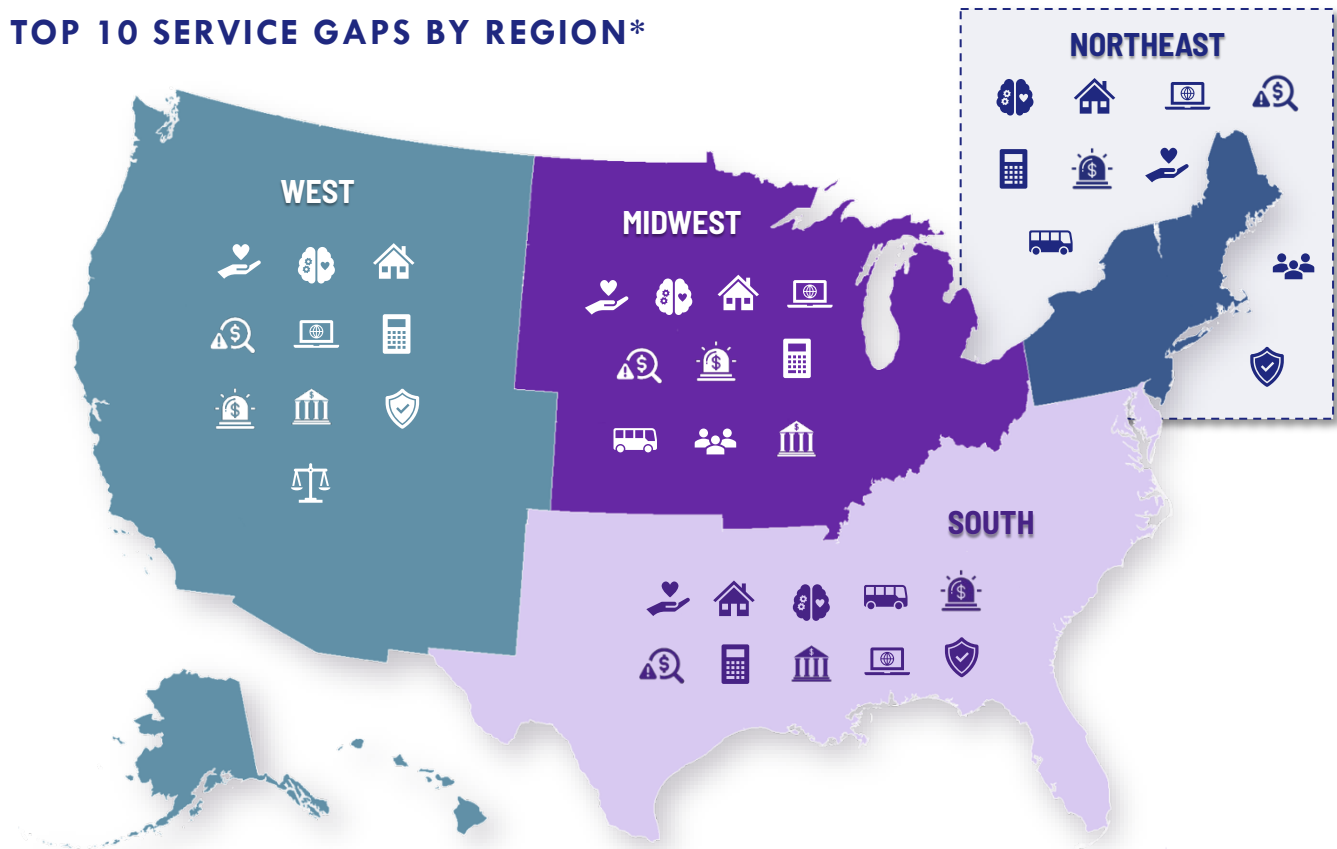 TOP 10 SERVICE GAPS BY REGION*
NORTHEAST
WEST
MIDWEST
SOUTH